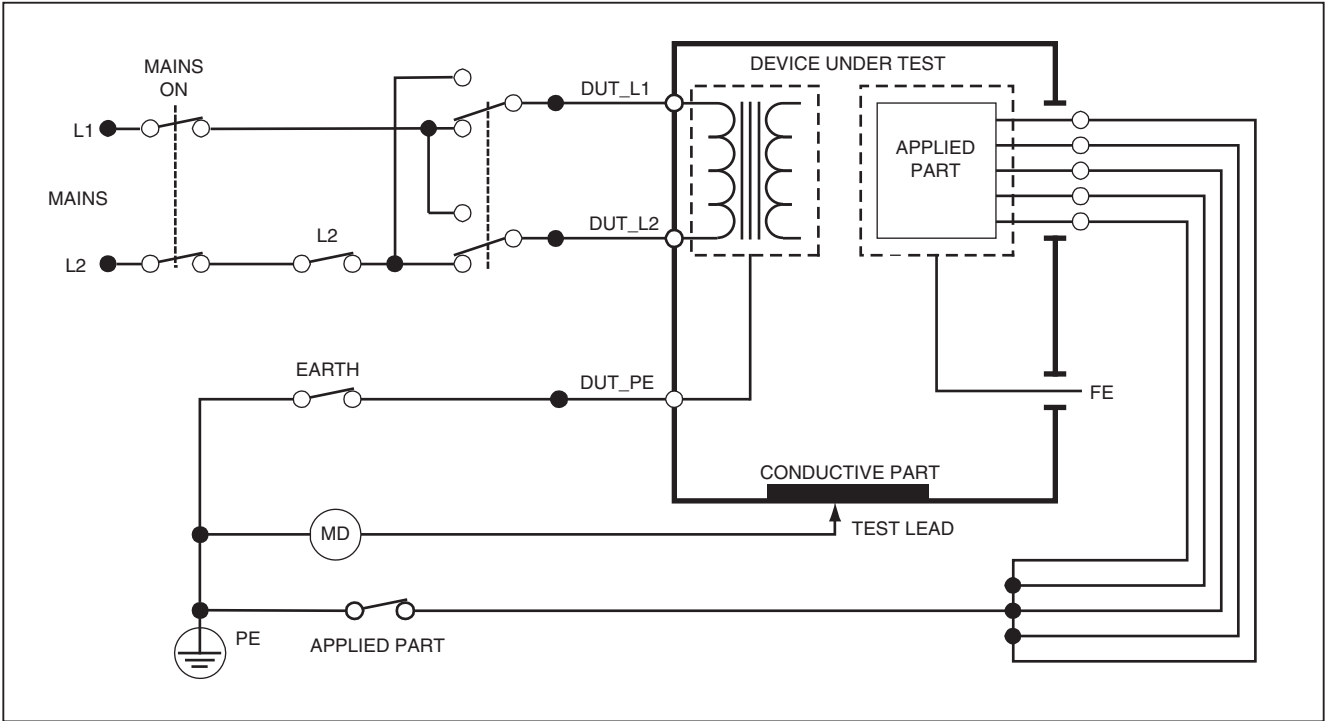 MAINS
ON
L1
MAINS
L2
L2
DUT_L1
DUT_L2
DEVICE UNDER TEST
APPLIED
PART
EARTH
DUT_PE
FE
CONDUCTIVE PART
MD
TEST LEAD
PE
APPLIED PART